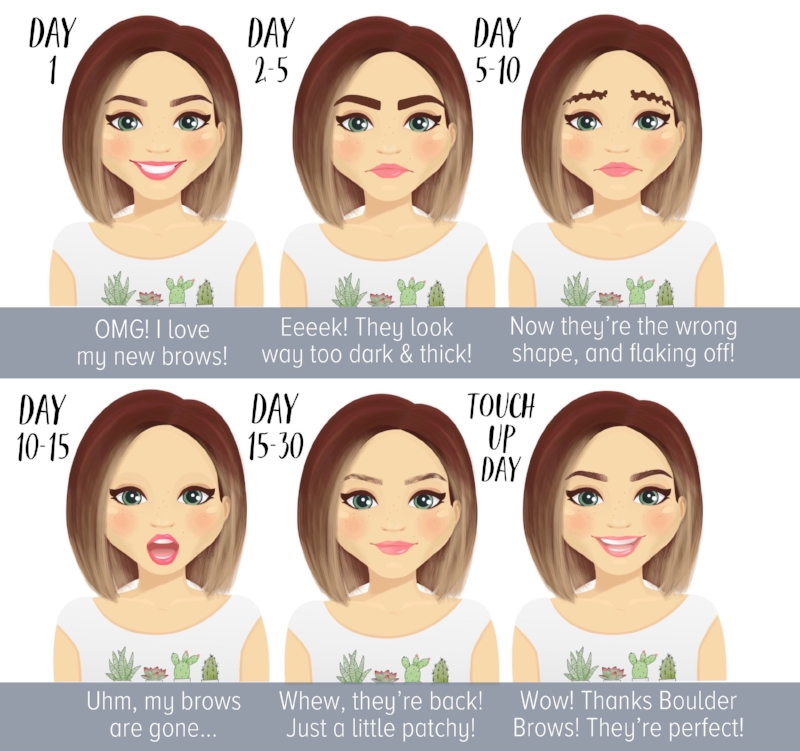 DAY
1
DAY
2-5
DAY
5-10
OMG! I love
my new brows!
Eeeek! They look
way too dark & thick!
Now they're the wrong
shape, and flaking off!
DAY
10-15
DAY
15-30
TOUCH
UP
DAY
Uhm, my brows
are gone...
Whew, they're back!
Just a little patchy!
Wow! Thanks Boulder
Brows! They're perfect!